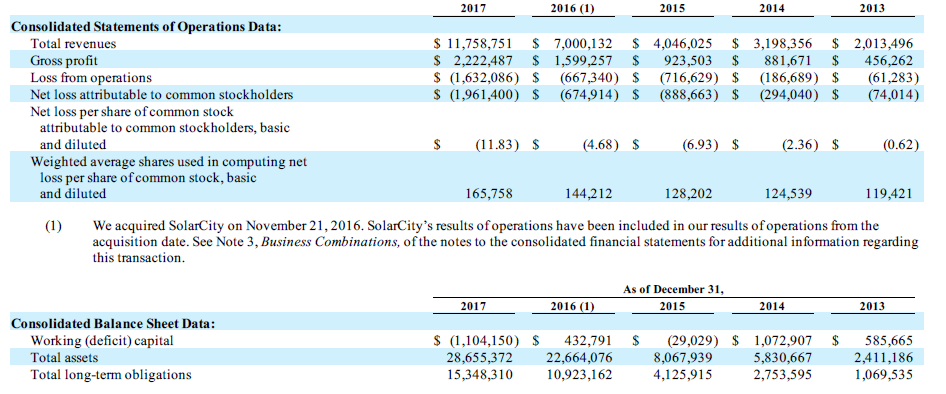 2017 2016 (1) 2015 2014 2013
Consolidated Statements of Operations Data:
Total revenues $ 11,758,751 $ 7,000,132 $ 4,046,025 $ 3,198,356 $ 2,013,496
Gross profit $ 2,222,487 $ 1,599,257 $ 923,503 $ 881,671 $ 456,262
Loss from operations $ (1,632,086) $ (667,340) $ (716,629) $ (186,689) $ (61,283)
Net loss attributable to common stockholders $ (1,961,400) $ (674,914) $ (888,663) $ (294,040) $ (74,014)
Net loss per share of common stock
attributable to common stockholders, basic
and diluted $ (11.83) $ (4.68) $ (6.93) $ (2.36) $ (0.62)
Weighted average shares used in computing net
loss per share of common stock, basic
and diluted 165,758 144,212 128,202 124,539 119,421
(1) We acquired SolarCity on November 21, 2016. SolarCity's results of operations have been included in our results of operations from the
acquisition date. See Note 3, Business Combinations, of the notes to the consolidated financial statements for additional information regarding
this transaction.
As of December 31,
2017 2016 (1) 2015 2014 2013
Consolidated Balance Sheet Data:
Working (deficit) capital $ (1,104,150) $ 432,791 $ (29,029) $ 1,072,907 $ 585,665
Total assets 28,655,372 22,664,076 8,067,939 5,830,667 2,411,186
Total long-term obligations 15,348,310 10,923,162 4,125,915 2,753,595 1,069,535